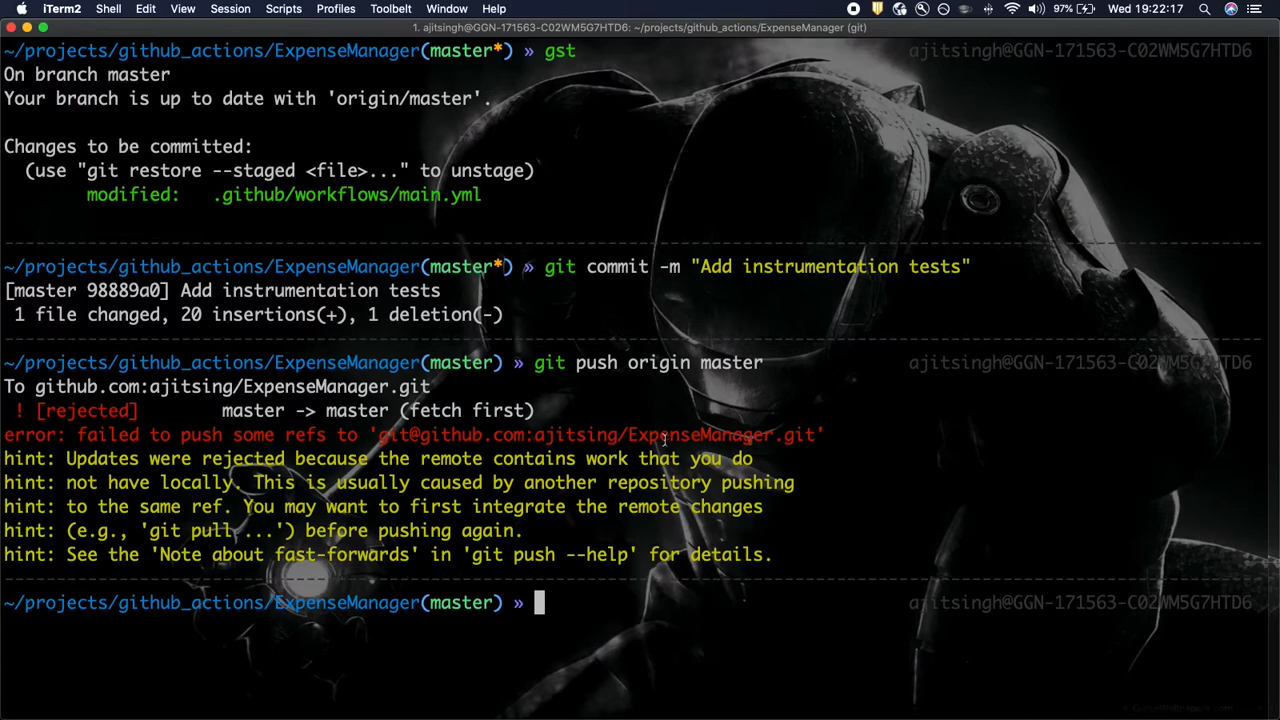 iTerm2 Shell Edit View Session Scripts Profiles Toolbelt Window Help 97% Wed 19:22:17
1. ajitsingh@GGN-171563-C02WM5G7HTD6: ~/projects/github_actions/ExpenseManager (git)
~/projects/github_actions/ExpenseManager(master*) » gst ajitsingh@GGN-171563-C02WM5G7HTD6
On branch master
Your branch is up to date with 'origin/master'.
Changes to be committed:
(use "git restore --staged <file>..." to unstage)
modified: .github/workflows/main.yml
~/projects/github_actions/ExpenseManager(master*) » git commit -m "Add instrumentation tests"
[master 98889a0] Add instrumentation tests
1 file changed, 20 insertions(+), 1 deletion(-)
~/projects/github_actions/ExpenseManager(master) » git push origin master ajitsingh@GGN-171563-C02WM5G7HTD6
To github.com:ajitsing/ExpenseManager.git
! [rejected] master -> master (fetch first)
error: failed to push some refs to 'git@github.com:ajitsing/ExpenseManager.git'
hint: Updates were rejected because the remote contains work that you do
hint: not have locally. This is usually caused by another repository pushing
hint: to the same ref. You may want to first integrate the remote changes
hint: (e.g., 'git pull ...') before pushing again.
hint: See the 'Note about fast-forwards' in 'git push --help' for details.
~/projects/github_actions/ExpenseManager(master) » ajitsingh@GGN-171563-C02WM5G7HTD6